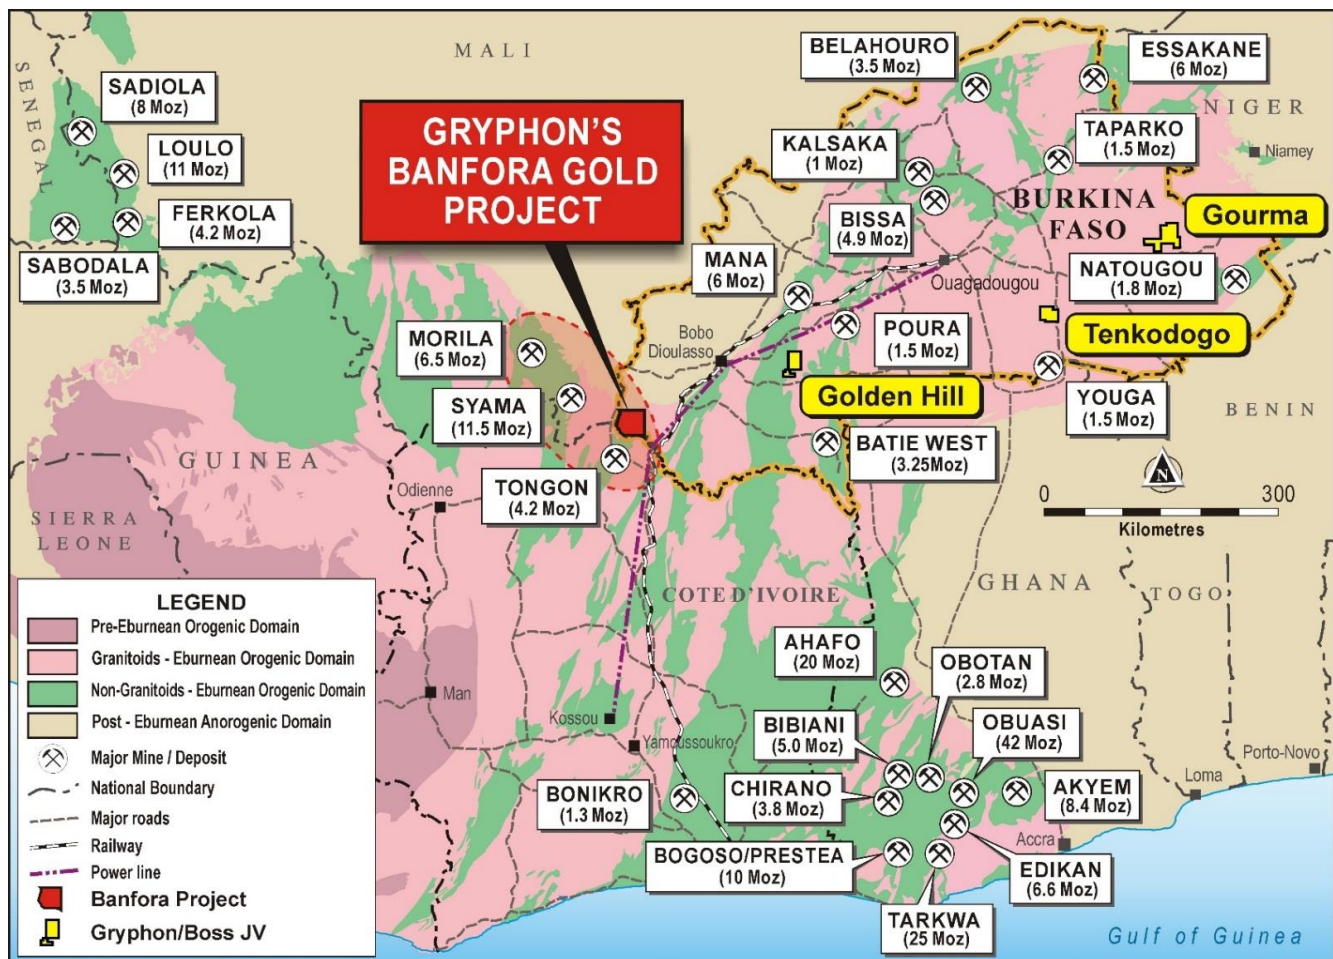 MALI
SENEGAL
SADIOLA
(8 Moz)
LOULO
(11 Moz)
FERKOLA
(4.2 Moz)
SABODALA
(3.5 Moz)
GRYPHON'S
BANFORA GOLD
PROJECT
BELAHOURO
(3.5 Moz)
ESSAKANE
(6 Moz)
NIGER
Niamey
KALSAKA
(1 Moz)
TAPARKO
(1.5 Moz)
BISSA
(4.9 Moz)
BURKINA
FASO
Gourma
MANA
(6 Moz)
Ouagadougou
NATOUGOU
(1.8 Moz)
MORILA
(6.5 Moz)
Bobo
Dioulasso
POURA
(1.5 Moz)
Tenkodogo
SYAMA
(11.5 Moz)
Golden Hill
YOUGA
(1.5 Moz)
BENIN
BATIE WEST
(3.25Moz)
GUINEA
TONGON
(4.2 Moz)
Odienne
SIERRA
LEONE
N
0
300
Kilometres
COTE D'IVOIRE
GHANA
TOGO
LEGEND
Pre-Eburnean Orogenic Domain
Granitoids - Eburnean Orogenic Domain
Non-Granitoids - Eburnean Orogenic Domain
Post - Eburnean Anorogenic Domain
Major Mine / Deposit
National Boundary
Major roads
Railway
Power line
Banfora Project
Gryphon/Boss JV
Man
Kossou
Yamoussoukro
AHAFO
(20 Moz)
OBOTAN
(2.8 Moz)
BIBIANI
(5.0 Moz)
OBUASI
(42 Moz)
BONIKRO
(1.3 Moz)
CHIRANO
(3.8 Moz)
AKYEM
(8.4 Moz)
Porto-Novo
Loma
Accra
BOGOSO/PRESTEA
(10 Moz)
EDIKAN
(6.6 Moz)
TARKWA
(25 Moz)
Gulf of Guinea